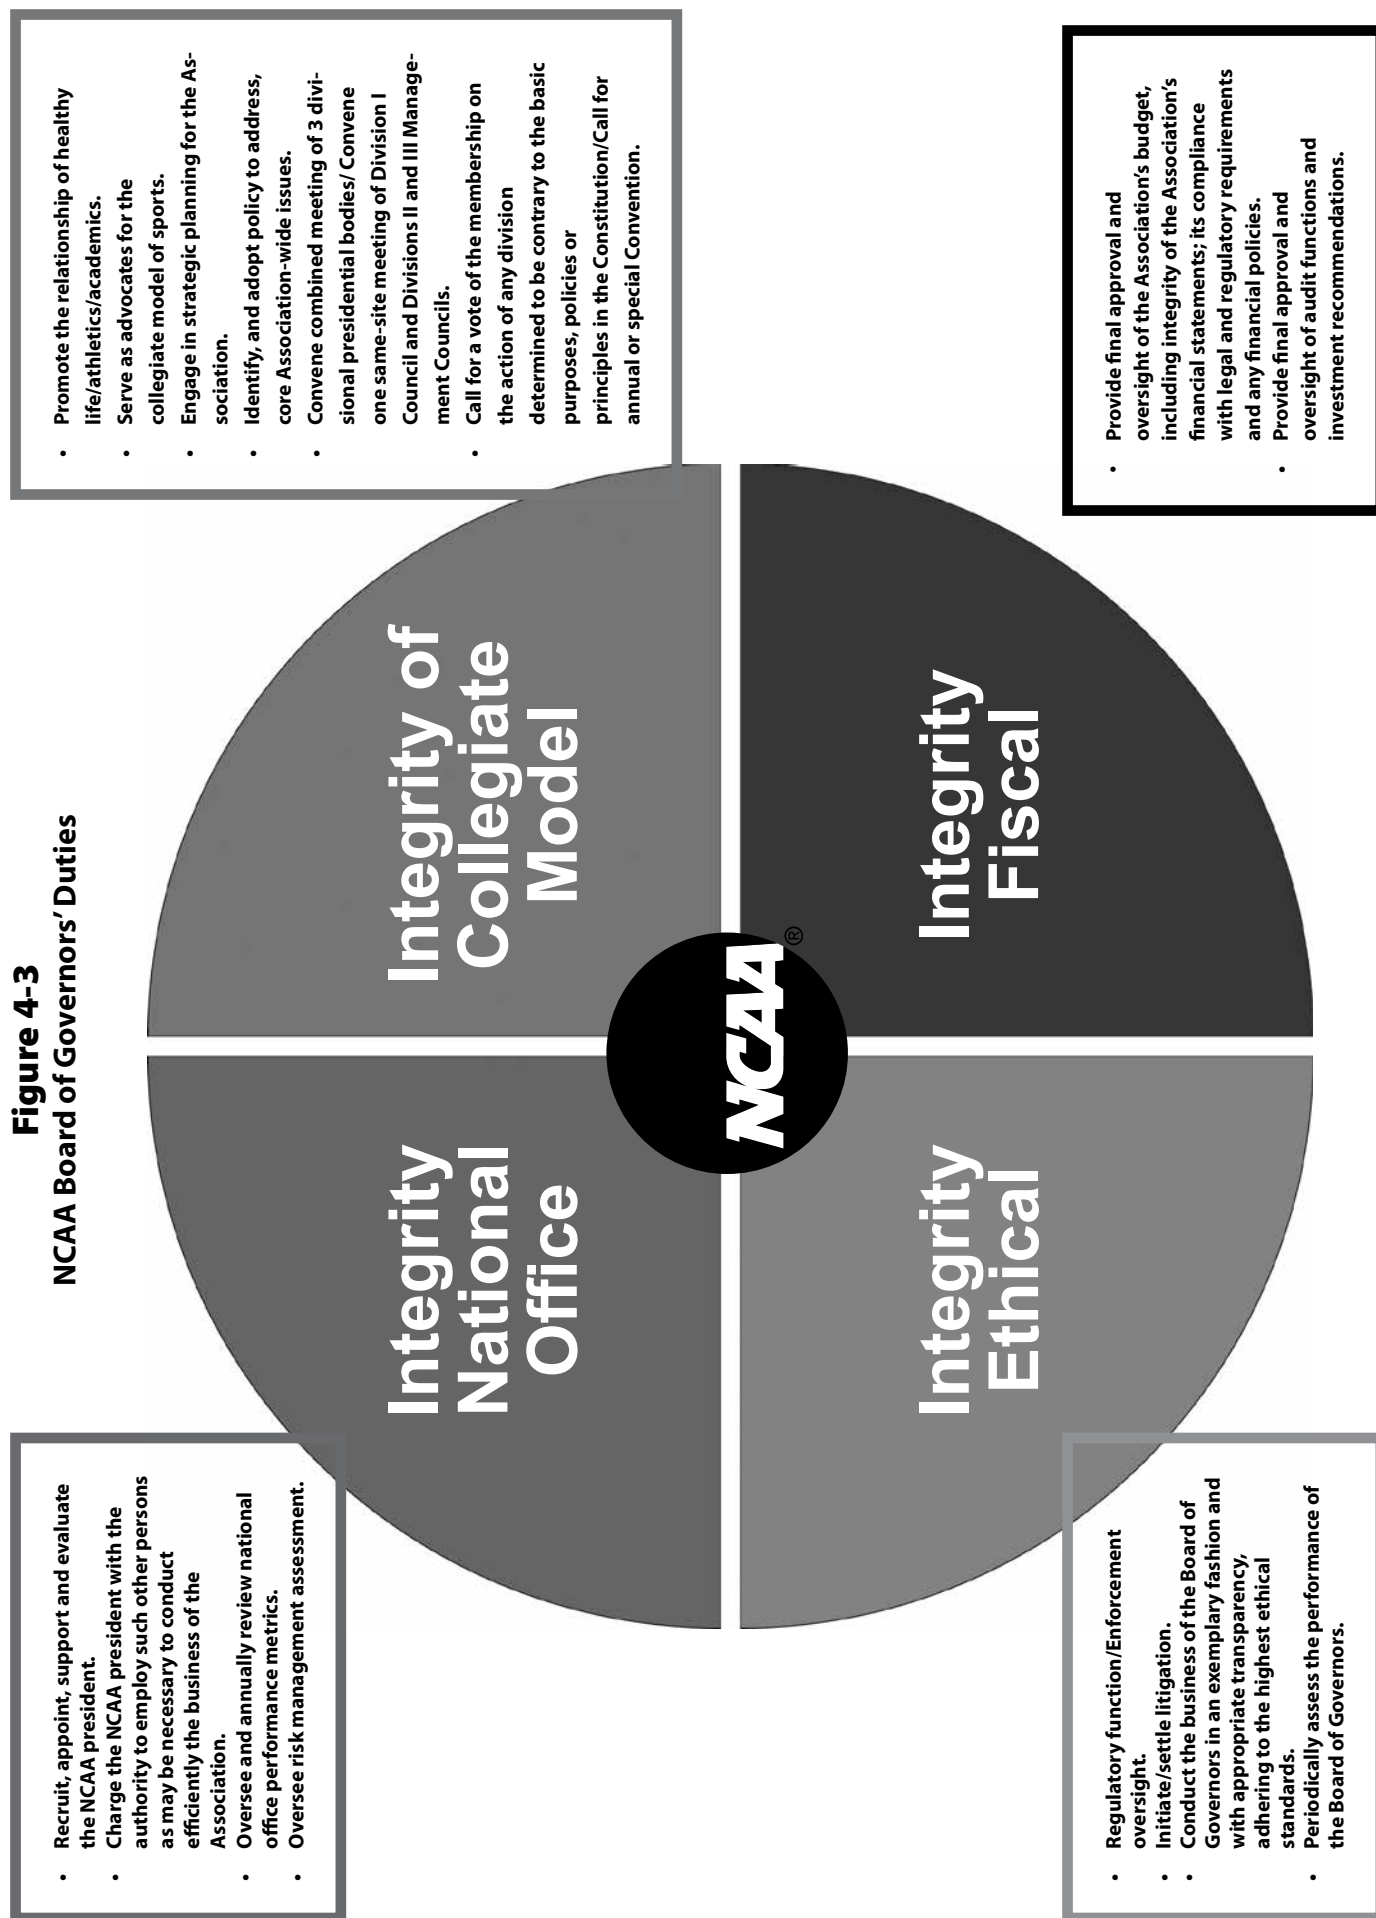 Figure 4-3
NCAA Board of Governors’ Duties
• Recruit, appoint, support and evaluate
the NCAA president.
• Charge the NCAA president with the
authority to employ such other persons
as may be necessary to conduct
efficiently the business of the
Association.
• Oversee and annually review national
office performance metrics.
• Oversee risk management assessment.
• Promote the relationship of healthy
life/athletics/academics.
• Serve as advocates for the
collegiate model of sports.
• Engage in strategic planning for the As-
sociation.
• Identify, and adopt policy to address,
core Association-wide issues.
• Convene combined meeting of 3 divi-
sional presidential bodies/ Convene
one same-site meeting of Division I
Council and Divisions II and III Manage-
ment Councils.
• Call for a vote of the membership on
the action of any division
determined to be contrary to the basic
purposes, policies or
principles in the Constitution/Call for
annual or special Convention.
Integrity
National
Office
Integrity of
Collegiate
Model
NCAA®
Integrity
Ethical
Integrity
Fiscal
• Regulatory function/Enforcement
oversight.
• Initiate/settle litigation.
• Conduct the business of the Board of
Governors in an exemplary fashion and
with appropriate transparency,
adhering to the highest ethical
standards.
• Periodically assess the performance of
the Board of Governors.
• Provide final approval and
oversight of the Association’s budget,
including integrity of the Association’s
financial statements; its compliance
with legal and regulatory requirements
and any financial policies.
• Provide final approval and
oversight of audit functions and
investment recommendations.